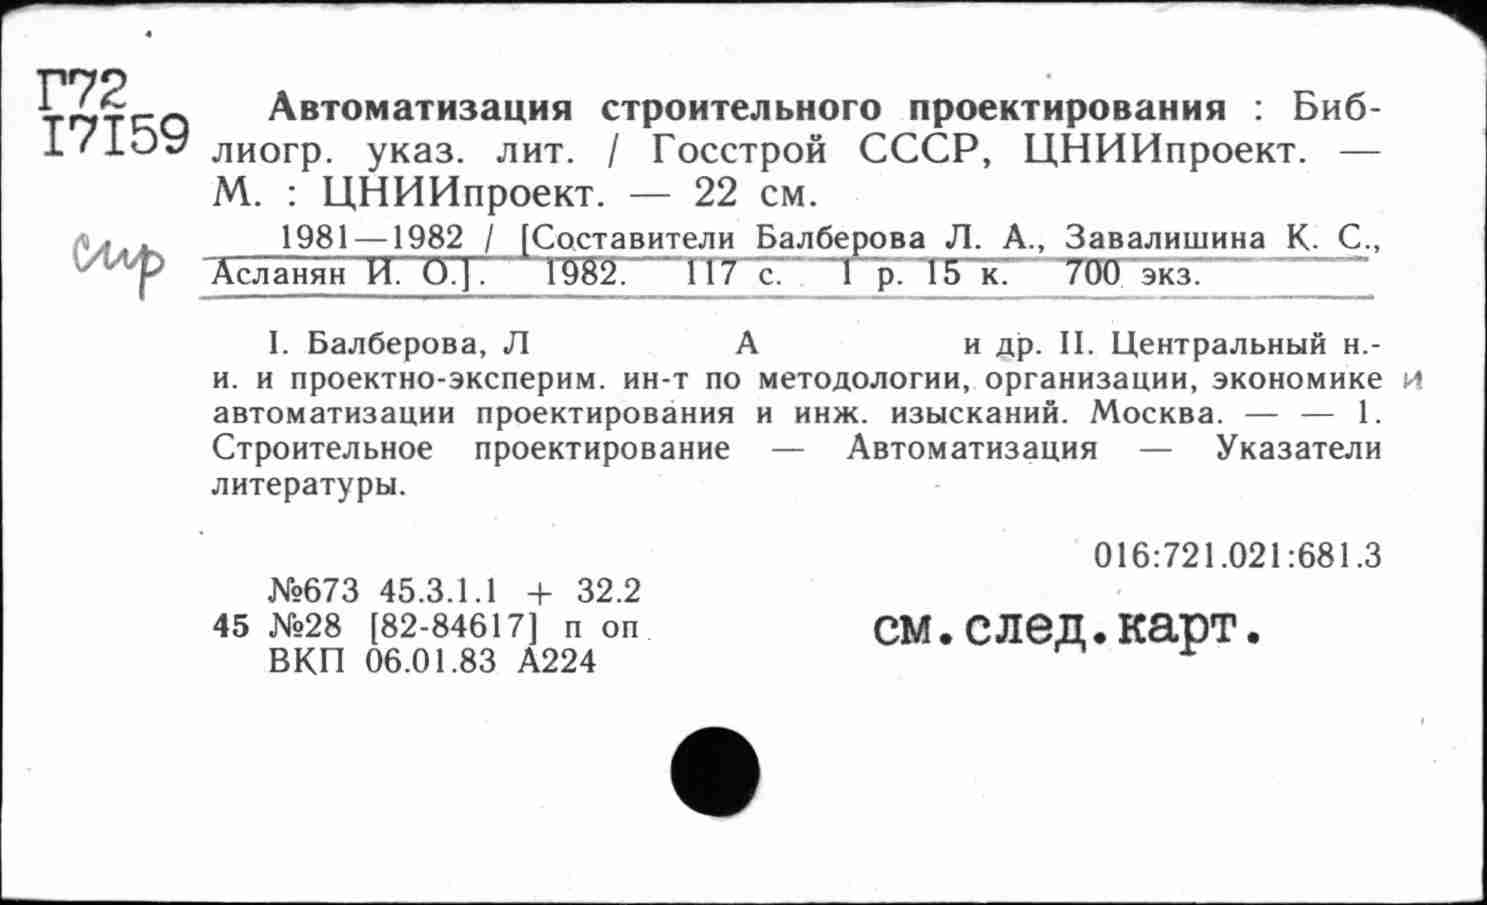 Г72
I7I59
Автоматизация строительного проектирования : Биб-
лиогр. указ. лит. / Госстрой СССР, ЦНИИпроект. —
М. : ЦНИИпроект. — 22 см.
1981—1982 / [Составители Балберова Л. А., Завалишина К. С.,
Асланян И. О.]. 1982. 117 с. 1 р. 15 к. 700 экз.
I. Балберова, Л А и др. II. Центральный н.-
и. и проектно-эксперим. ин-т по методологии, организации, экономике и
автоматизации проектирования и инж. изысканий. Москва. — — 1.
Строительное проектирование — Автоматизация — Указатели
литературы.
016:721.021:681.3
№673 45.3.1.1 + 32.2
45 №28 [82-84617] п оп
ВКП 06.01.83 А224
см.след.карт.